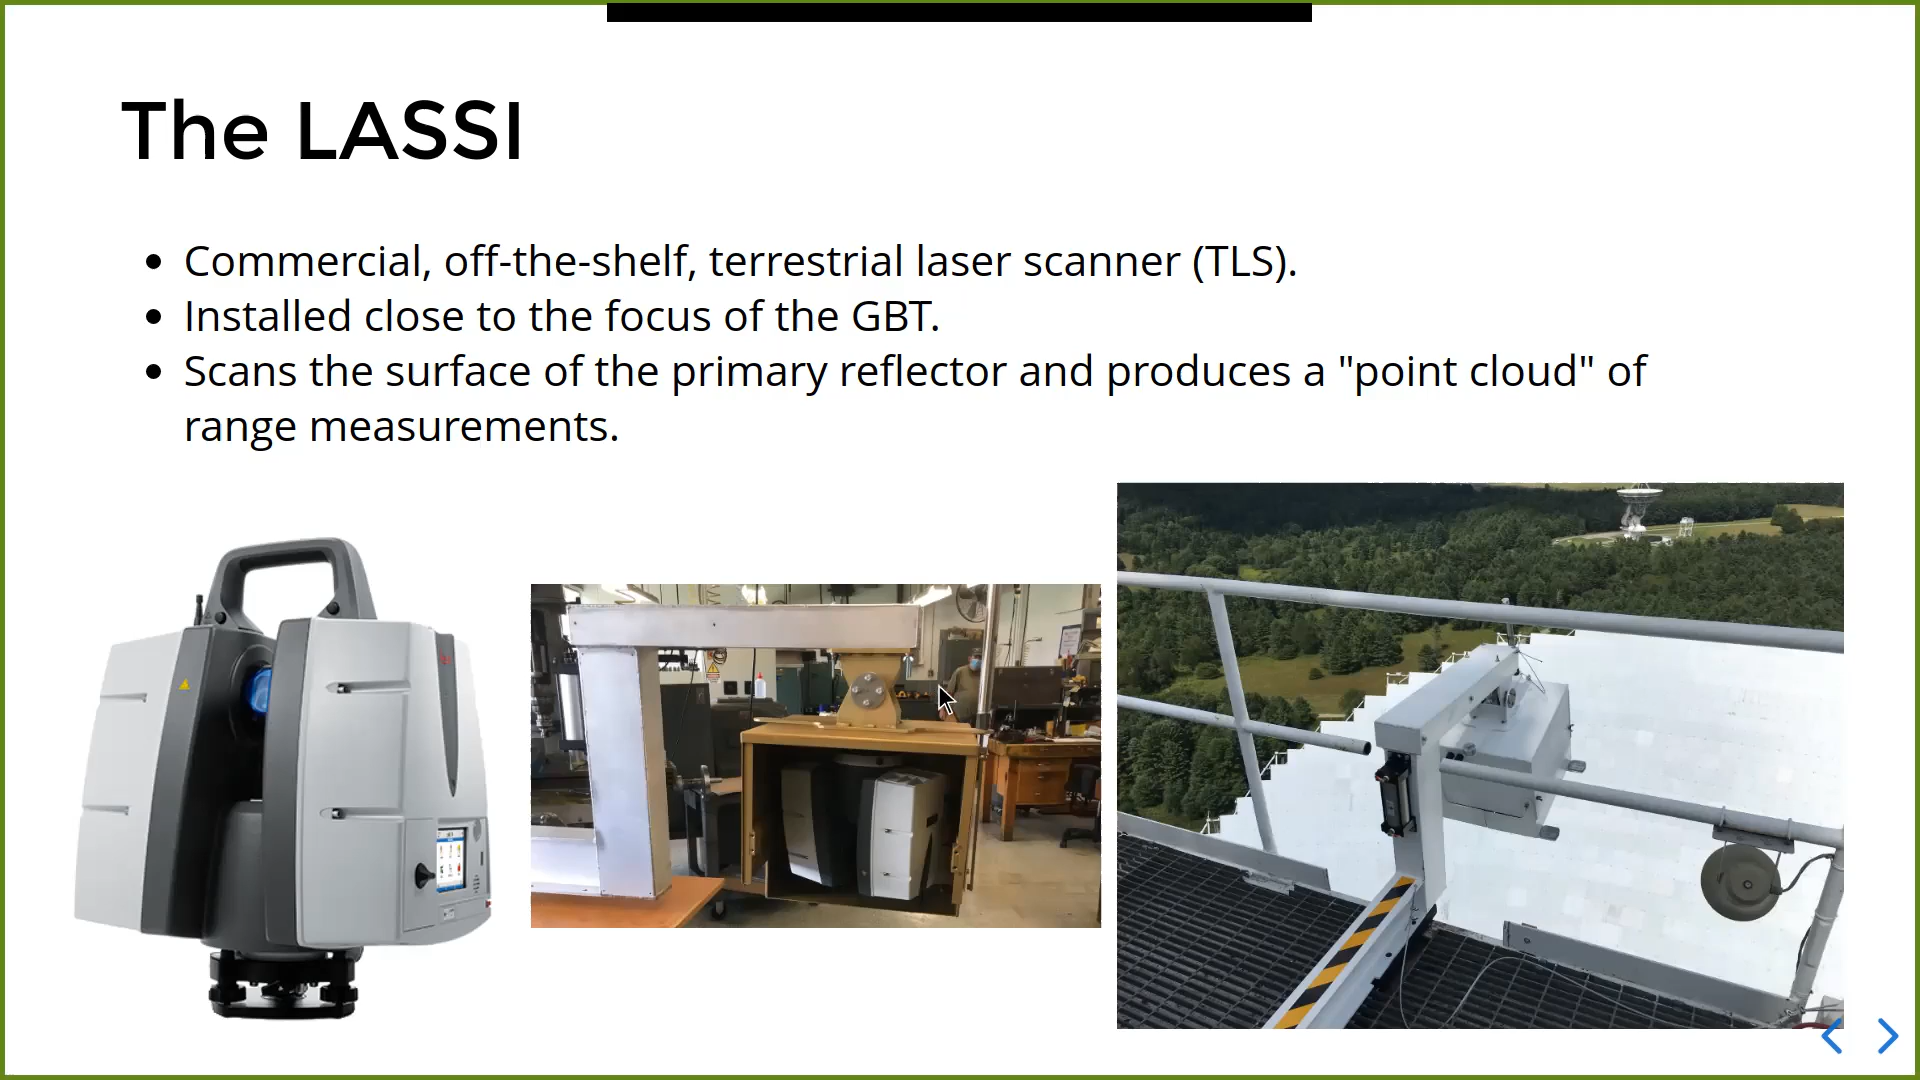 The LASSI
Commercial, off-the-shelf, terrestrial laser scanner (TLS).
Installed close to the focus of the GBT.
Scans the surface of the primary reflector and produces a "point cloud" of
range measurements.